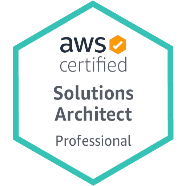 aws
certified
Solutions
Architect
Professional